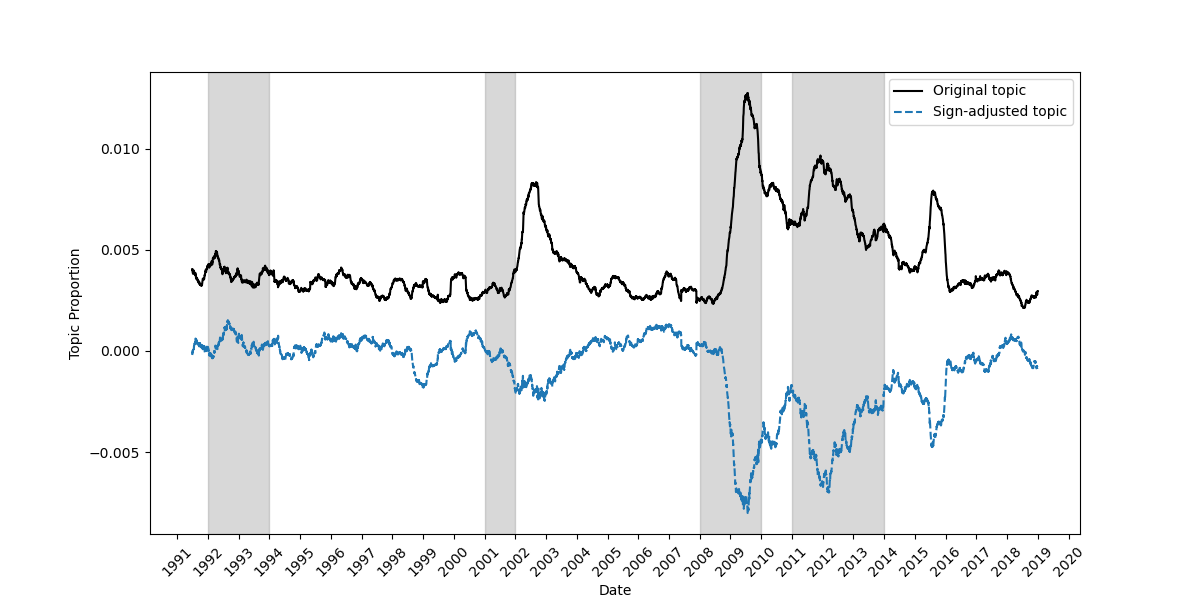 Original topic
Sign-adjusted topic
Topic Proportion
0.010
0.005
0.000
−0.005
1991 1992 1993 1994 1995 1996 1997 1998 1999 2000 2001 2002 2003 2004 2005 2006 2007 2008 2009 2010 2011 2012 2013 2014 2015 2016 2017 2018 2019 2020
Date